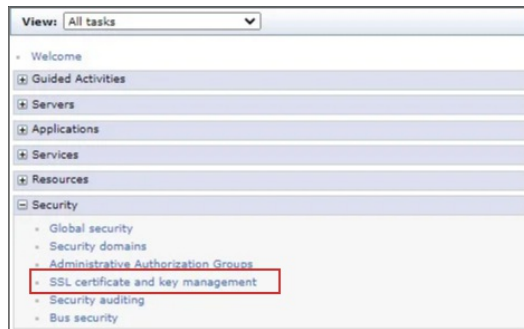 View: All tasks
Welcome
Guided Activities
Servers
Applications
Services
Resources
Security
Global security
Security domains
Administrative Authorization Groups
SSL certificate and key management
Security auditing
Bus security